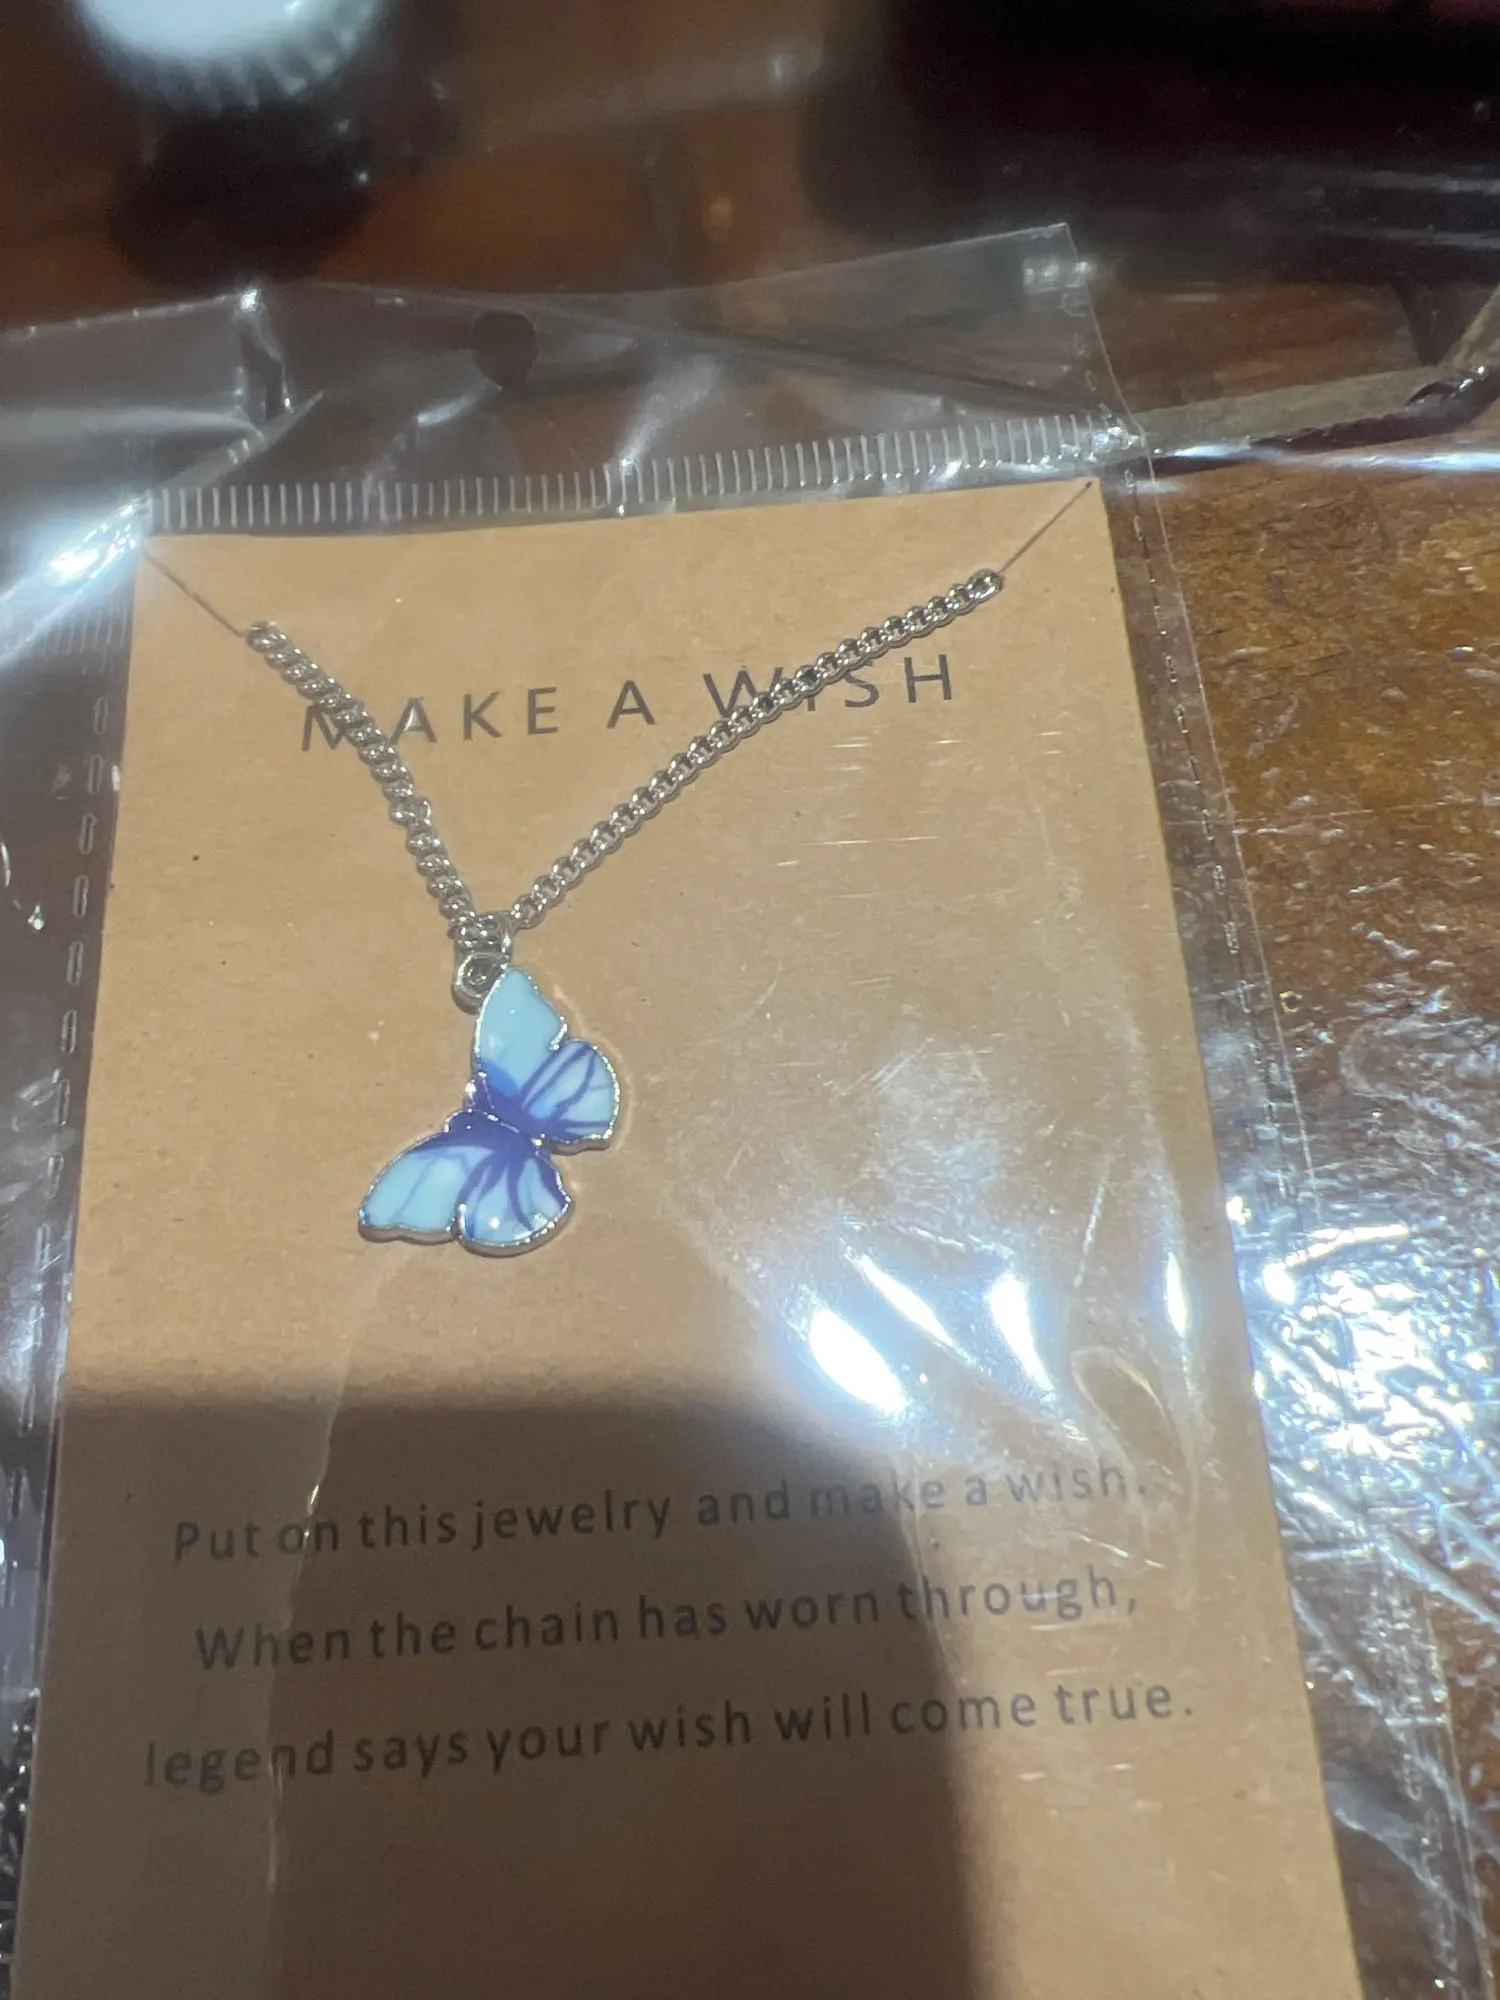 MAKE A WISH
Put on this jewelry and make a wish.
When the chain has worn through,
legend says your wish will come true.